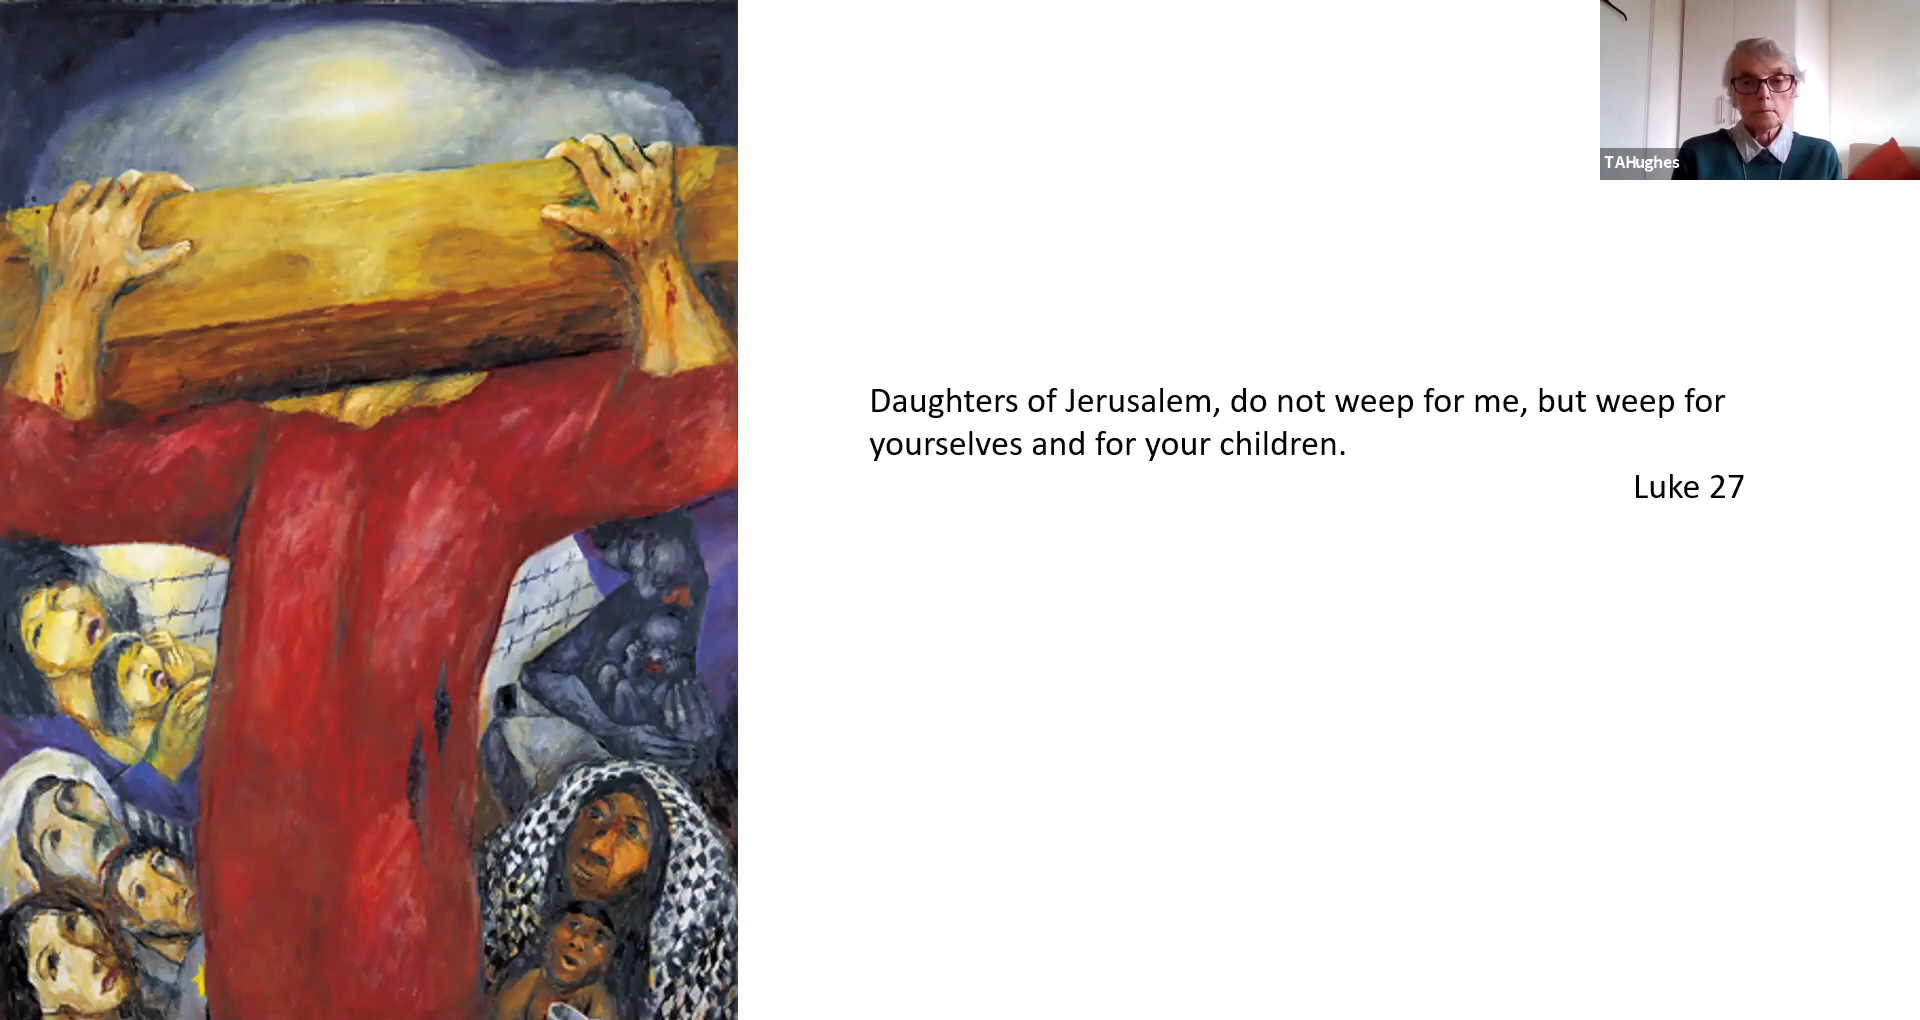 TAHughes
Daughters of Jerusalem, do not weep for me, but weep for
yourselves and for your children.
Luke 27